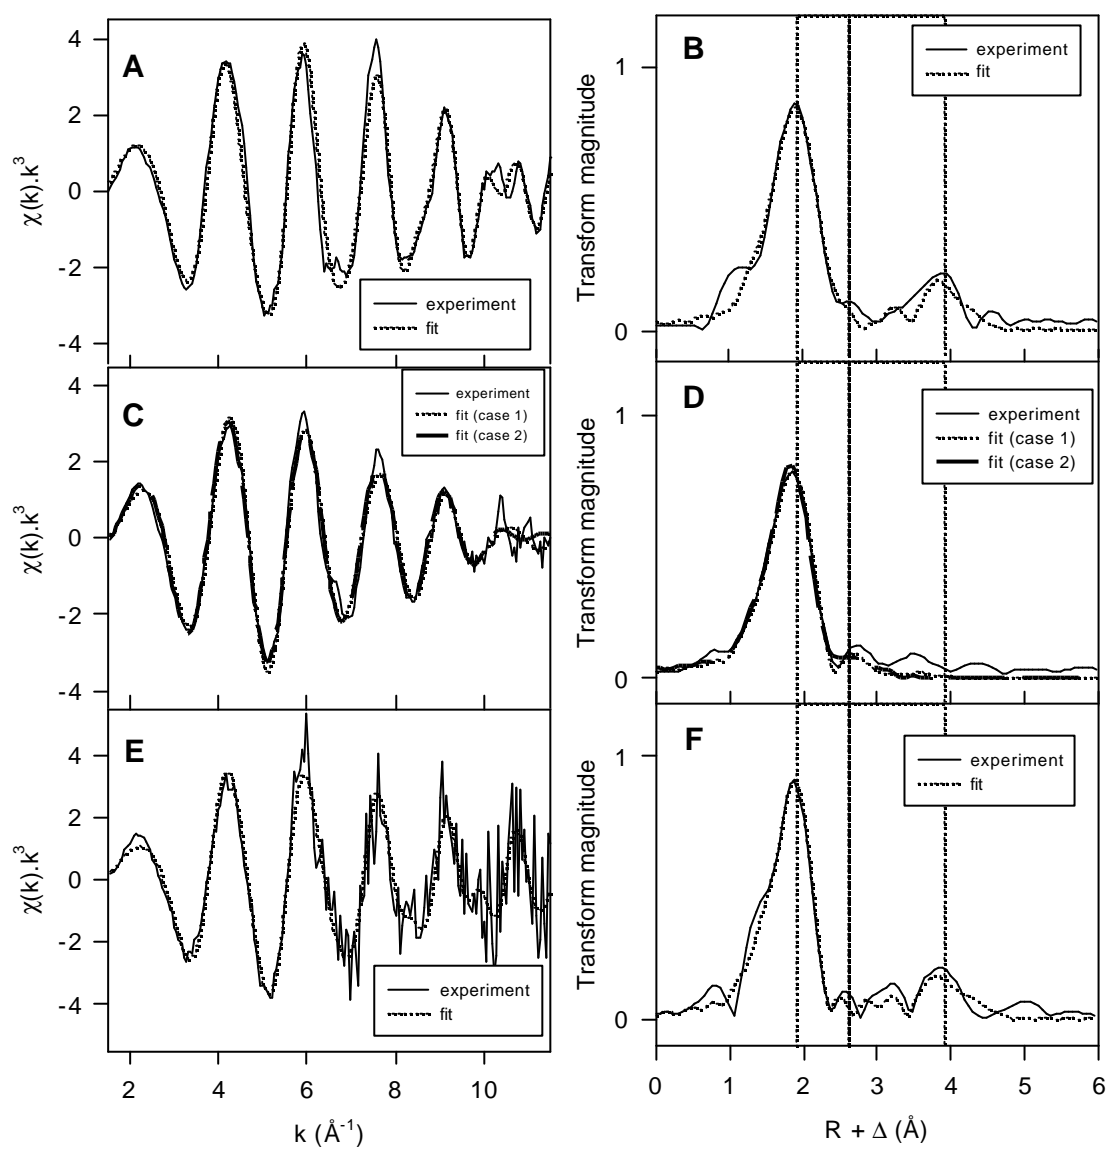 A
χ(k).k³
4
2
0
-2
-4
experiment
fit
B
Transform magnitude
1
0
experiment
fit
C
χ(k).k³
4
2
0
-2
-4
experiment
fit (case 1)
fit (case 2)
D
Transform magnitude
1
0
experiment
fit (case 1)
fit (case 2)
E
χ(k).k³
4
2
0
-2
-4
experiment
fit
2 4 6 8 10
k (Å⁻¹)
F
Transform magnitude
1
0
experiment
fit
0 1 2 3 4 5 6
R + Δ (Å)